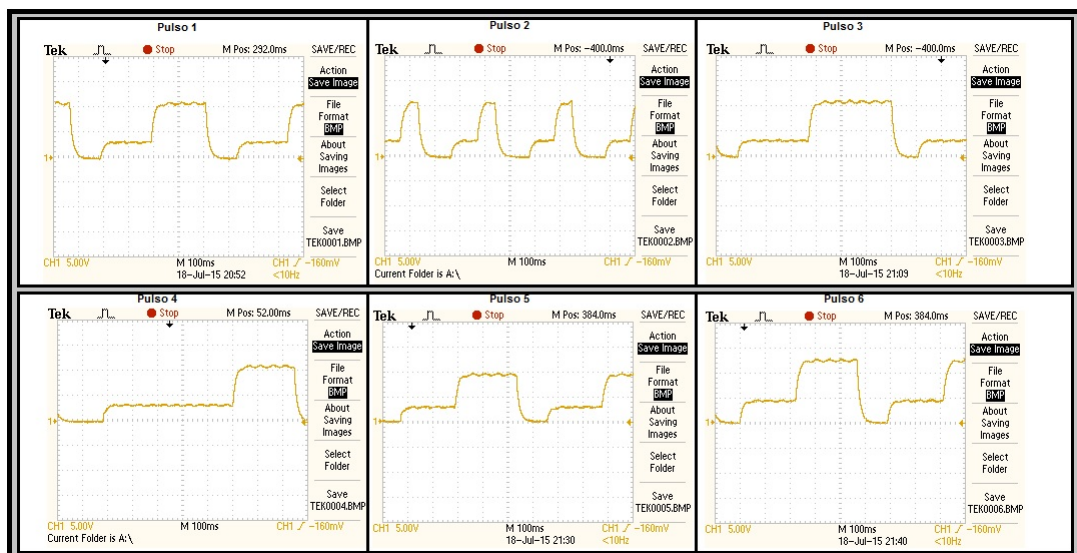 Pulso 1
Tek Stop M Pos: 292.0ms SAVE/REC
Action
Save Image
File
Format
BMP
About
Saving
Images
Select
Folder
Save
TEK0001.BMP
1
CH1 5.00V M 100ms CH1 -160mV
18-Jul-15 20:52 <10Hz
Pulso 2
Tek Stop M Pos: -400.0ms SAVE/REC
Action
Save Image
File
Format
BMP
About
Saving
Images
Select
Folder
Save
TEK0002.BMP
1
CH1 5.00V M 100ms CH1 -160mV
Current Folder is A:\ <10Hz
Pulso 3
Tek Stop M Pos: -400.0ms SAVE/REC
Action
Save Image
File
Format
BMP
About
Saving
Images
Select
Folder
Save
TEK0003.BMP
1
CH1 5.00V M 100ms CH1 -160mV
18-Jul-15 21:09 <10Hz
Pulso 4
Tek Stop M Pos: 52.00ms SAVE/REC
Action
Save Image
File
Format
BMP
About
Saving
Images
Select
Folder
Save
TEK0004.BMP
1
CH1 5.00V M 100ms CH1 -160mV
Current Folder is A:\
Pulso 5
Tek Stop M Pos: 384.0ms SAVE/REC
Action
Save Image
File
Format
BMP
About
Saving
Images
Select
Folder
Save
TEK0005.BMP
1
CH1 5.00V M 100ms CH1 -160mV
18-Jul-15 21:30 <10Hz
Pulso 6
Tek Stop M Pos: 384.0ms SAVE/REC
Action
Save Image
File
Format
BMP
About
Saving
Images
Select
Folder
Save
TEK0006.BMP
1
CH1 5.00V M 100ms CH1 -160mV
18-Jul-15 21:40 <10Hz